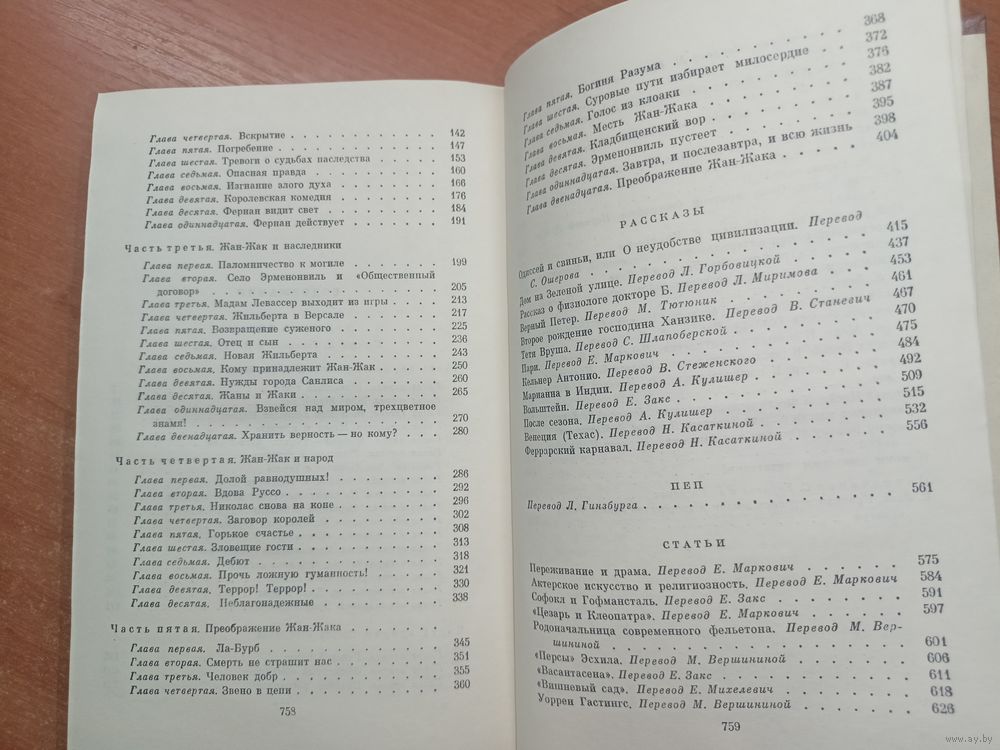 Глава четвертая. Вскрытие . . . . . . . . . . . 142
Глава пятая. Погребение . . . . . . . . . . . 147
Глава шестая. Тревоги о судьбах наследства . . . . . 153
Глава седьмая. Опасная правда . . . . . . . . . 160
Глава восьмая. Изгнание злого духа . . . . . . . 166
Глава девятая. Королевская комедия . . . . . . . 176
Глава десятая. Фернан видит свет . . . . . . . . 184
Глава одиннадцатая. Фернан действует . . . . . . . 191
Часть третья. Жан-Жак и наследники
Глава первая. Паломничество к могиле . . . . . . . 199
Глава вторая. Село Эрменонвиль и «Общественный
договор» . . . . . . . . . . . 205
Глава третья. Мадам Левассер выходит из игры . . . . 213
Глава четвертая. Жильберта в Версале . . . . . . . 217
Глава пятая. Возвращение суженого . . . . . . . . 225
Глава шестая. Отец и сын . . . . . . . . . . . 236
Глава седьмая. Новая Жильберта . . . . . . . . . 243
Глава восьмая. Кому принадлежит Жан-Жак . . . . . 250
Глава девятая. Нужды города Санлиса . . . . . . . 260
Глава десятая. Жаны и Жаки . . . . . . . . . . 265
Глава одиннадцатая. Взвейся над миром, трехцветное
знамя! . . . . . . . . . . . 270
Глава двенадцатая. Хранить верность — но кому? . . . 280
Часть четвертая. Жан-Жак и народ
Глава первая. Долой равнодушных! . . . . . . . . 286
Глава вторая. Вдова Руссо . . . . . . . . . . . 292
Глава третья. Николас снова на коне . . . . . . . 296
Глава четвертая. Заговор королей . . . . . . . . 302
Глава пятая. Горькое счастье . . . . . . . . . . 308
Глава шестая. Зловещие гости . . . . . . . . . . 313
Глава седьмая. Дебют . . . . . . . . . . . . . 318
Глава восьмая. Прочь ложную гуманность! . . . . . 321
Глава девятая. Террор! Террор! . . . . . . . . . 330
Глава десятая. Неблагонадежные . . . . . . . . . 338
Часть пятая. Преображение Жан-Жака . . . . . . .
Глава первая. Ла-Бурб . . . . . . . . . . . . 345
Глава вторая. Смерть не страшит нас . . . . . . . 351
Глава третья. Человек добр . . . . . . . . . . 355
Глава четвертая. Звено в цепи . . . . . . . . . 360
758
Глава пятая. Богиня Разума . . . . . . . . . . 368
Глава шестая. Суровые пути избирает милосердие . . . 372
Глава седьмая. Голос из клоаки . . . . . . . . . 376
Глава восьмая. Месть Жан-Жака . . . . . . . . . 382
Глава девятая. Кладбищенский вор . . . . . . . . 387
Глава десятая. Эрменонвиль пустеет . . . . . . . 395
Глава одиннадцатая. Завтра, и послезавтра, и всю жизнь 398
Глава двенадцатая. Преображение Жан-Жака . . . . . 404
РАССКАЗЫ
Одиссей и свиньи, или О неудобстве цивилизации. Перевод
С. Ошерова . . . . . . . . . . . 415
Дом на Зеленой улице. Перевод Л. Горбовицкой . . . . 437
Рассказ о физиологе докторе Б. Перевод Л. Миримова . . 453
Верный Петер. Перевод М. Тютюник . . . . . . . 461
Второе рождение господина Ханзике. Перевод В. Станевич 467
Тетя Вруша. Перевод С. Шлапоберской . . . . . . . 470
Пари. Перевод Е. Маркович . . . . . . . . . . 475
Кельнер Антонио. Перевод В. Стеженского . . . . . 484
Марианна в Индии. Перевод А. Кулишер . . . . . . 492
Вольштейн. Перевод Е. Закс . . . . . . . . . . 509
После сезона. Перевод А. Кулишер . . . . . . . . 515
Венеция (Техас). Перевод Н. Касаткиной . . . . . . 532
Феррарский карнавал. Перевод Н. Касаткиной . . . . 556
ПЕП
Перевод Л. Гинзбурга . . . . . . . . . . . . 561
СТАТЬИ
Переживание и драма. Перевод Е. Маркович . . . . . 575
Актерское искусство и религиозность. Перевод Е. Маркович 584
Софокл и Гофмансталь. Перевод Е. Закс . . . . . . 591
«Цезарь и Клеопатра». Перевод Е. Маркович . . . . . 597
Родоначальница современного фельетона. Перевод М. Вер-
шининой . . . . . . . . . . . 601
«Персы» Эсхила. Перевод М. Вершининой . . . . . . 606
«Васантасена». Перевод Е. Закс . . . . . . . . . 611
«Вишневый сад». Перевод Е. Михелевич . . . . . . 618
Уоррен Гастингс. Перевод М. Вершининой . . . . . . 626
759
www.ay.by